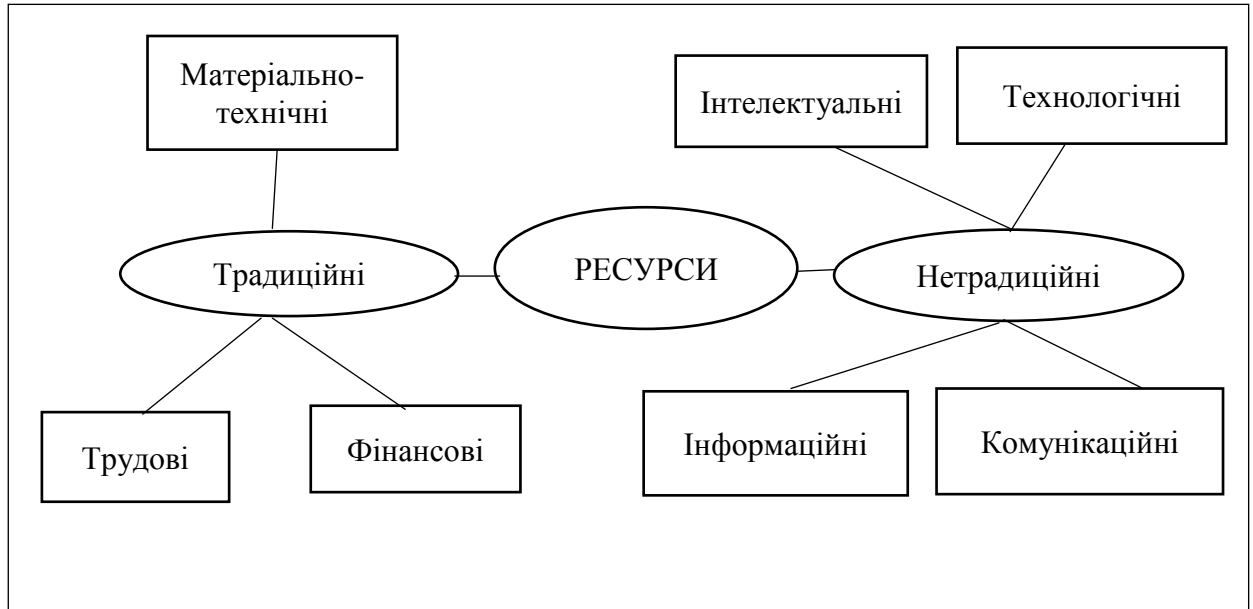 Матеріально-
технічні
Інтелектуальні
Технологічні
Традиційні
РЕСУРСИ
Нетрадиційні
Трудові
Фінансові
Інформаційні
Комунікаційні